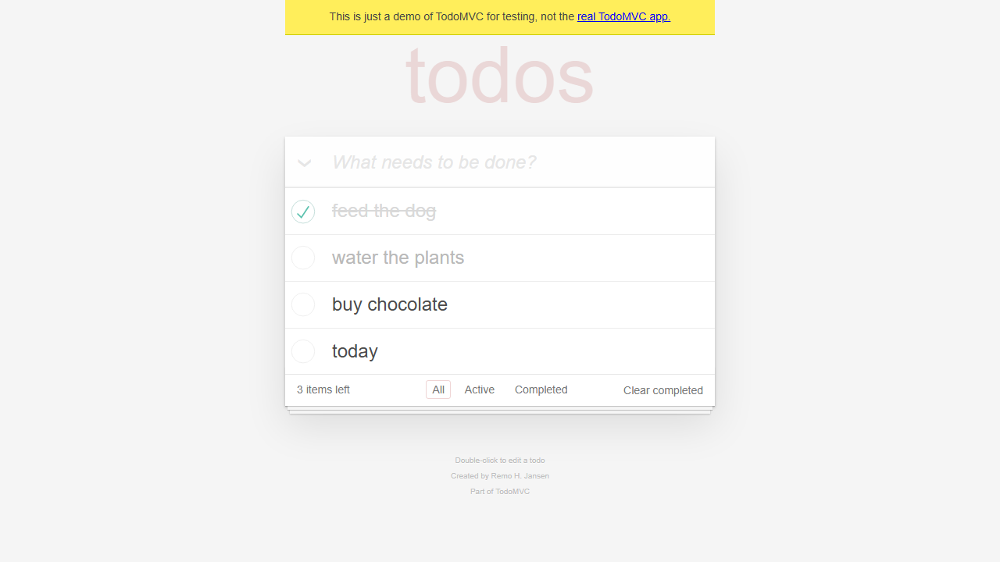 This is just a demo of TodoMVC for testing, not the real TodoMVC app.
todos
What needs to be done?
feed the dog
water the plants
buy chocolate
today
3 items left All Active Completed Clear completed
Double-click to edit a todo
Created by Remo H. Jansen
Part of TodoMVC